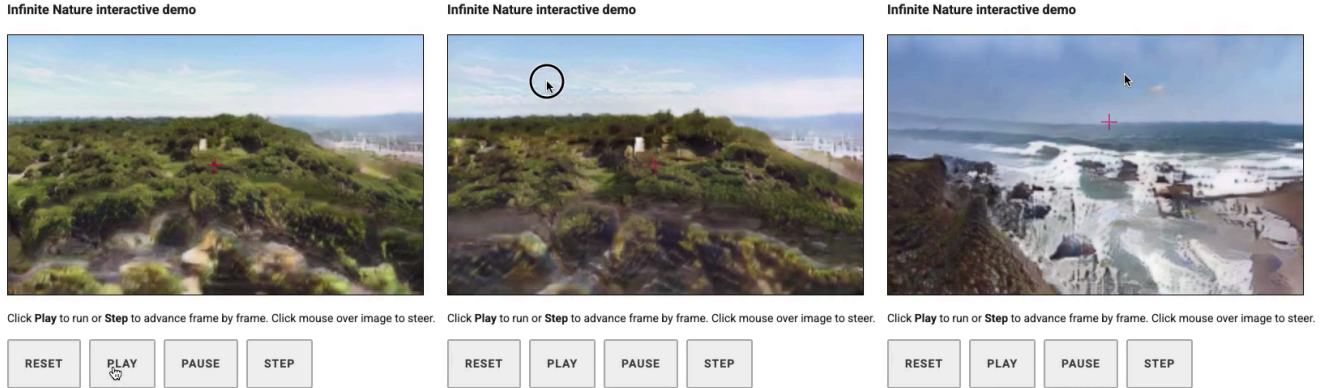 Infinite Nature interactive demo
Click Play to run or Step to advance frame by frame. Click mouse over image to steer.
RESET PLAY PAUSE STEP
Infinite Nature interactive demo
Click Play to run or Step to advance frame by frame. Click mouse over image to steer.
RESET PLAY PAUSE STEP
Infinite Nature interactive demo
Click Play to run or Step to advance frame by frame. Click mouse over image to steer.
RESET PLAY PAUSE STEP